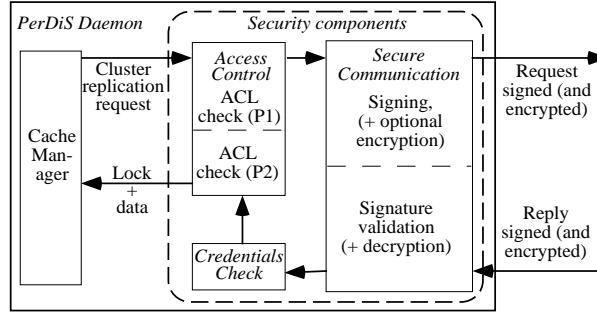 PerDiS Daemon
Security components
Cache
Man-
ager
Cluster
replication
request
Lock
+
data
Access
Control
ACL
check (P1)
ACL
check (P2)
Credentials
Check
Secure
Communication
Signing,
(+ optional
encryption)
Signature
validation
(+ decryption)
Request
signed (and
encrypted)
Reply
signed (and
encrypted)